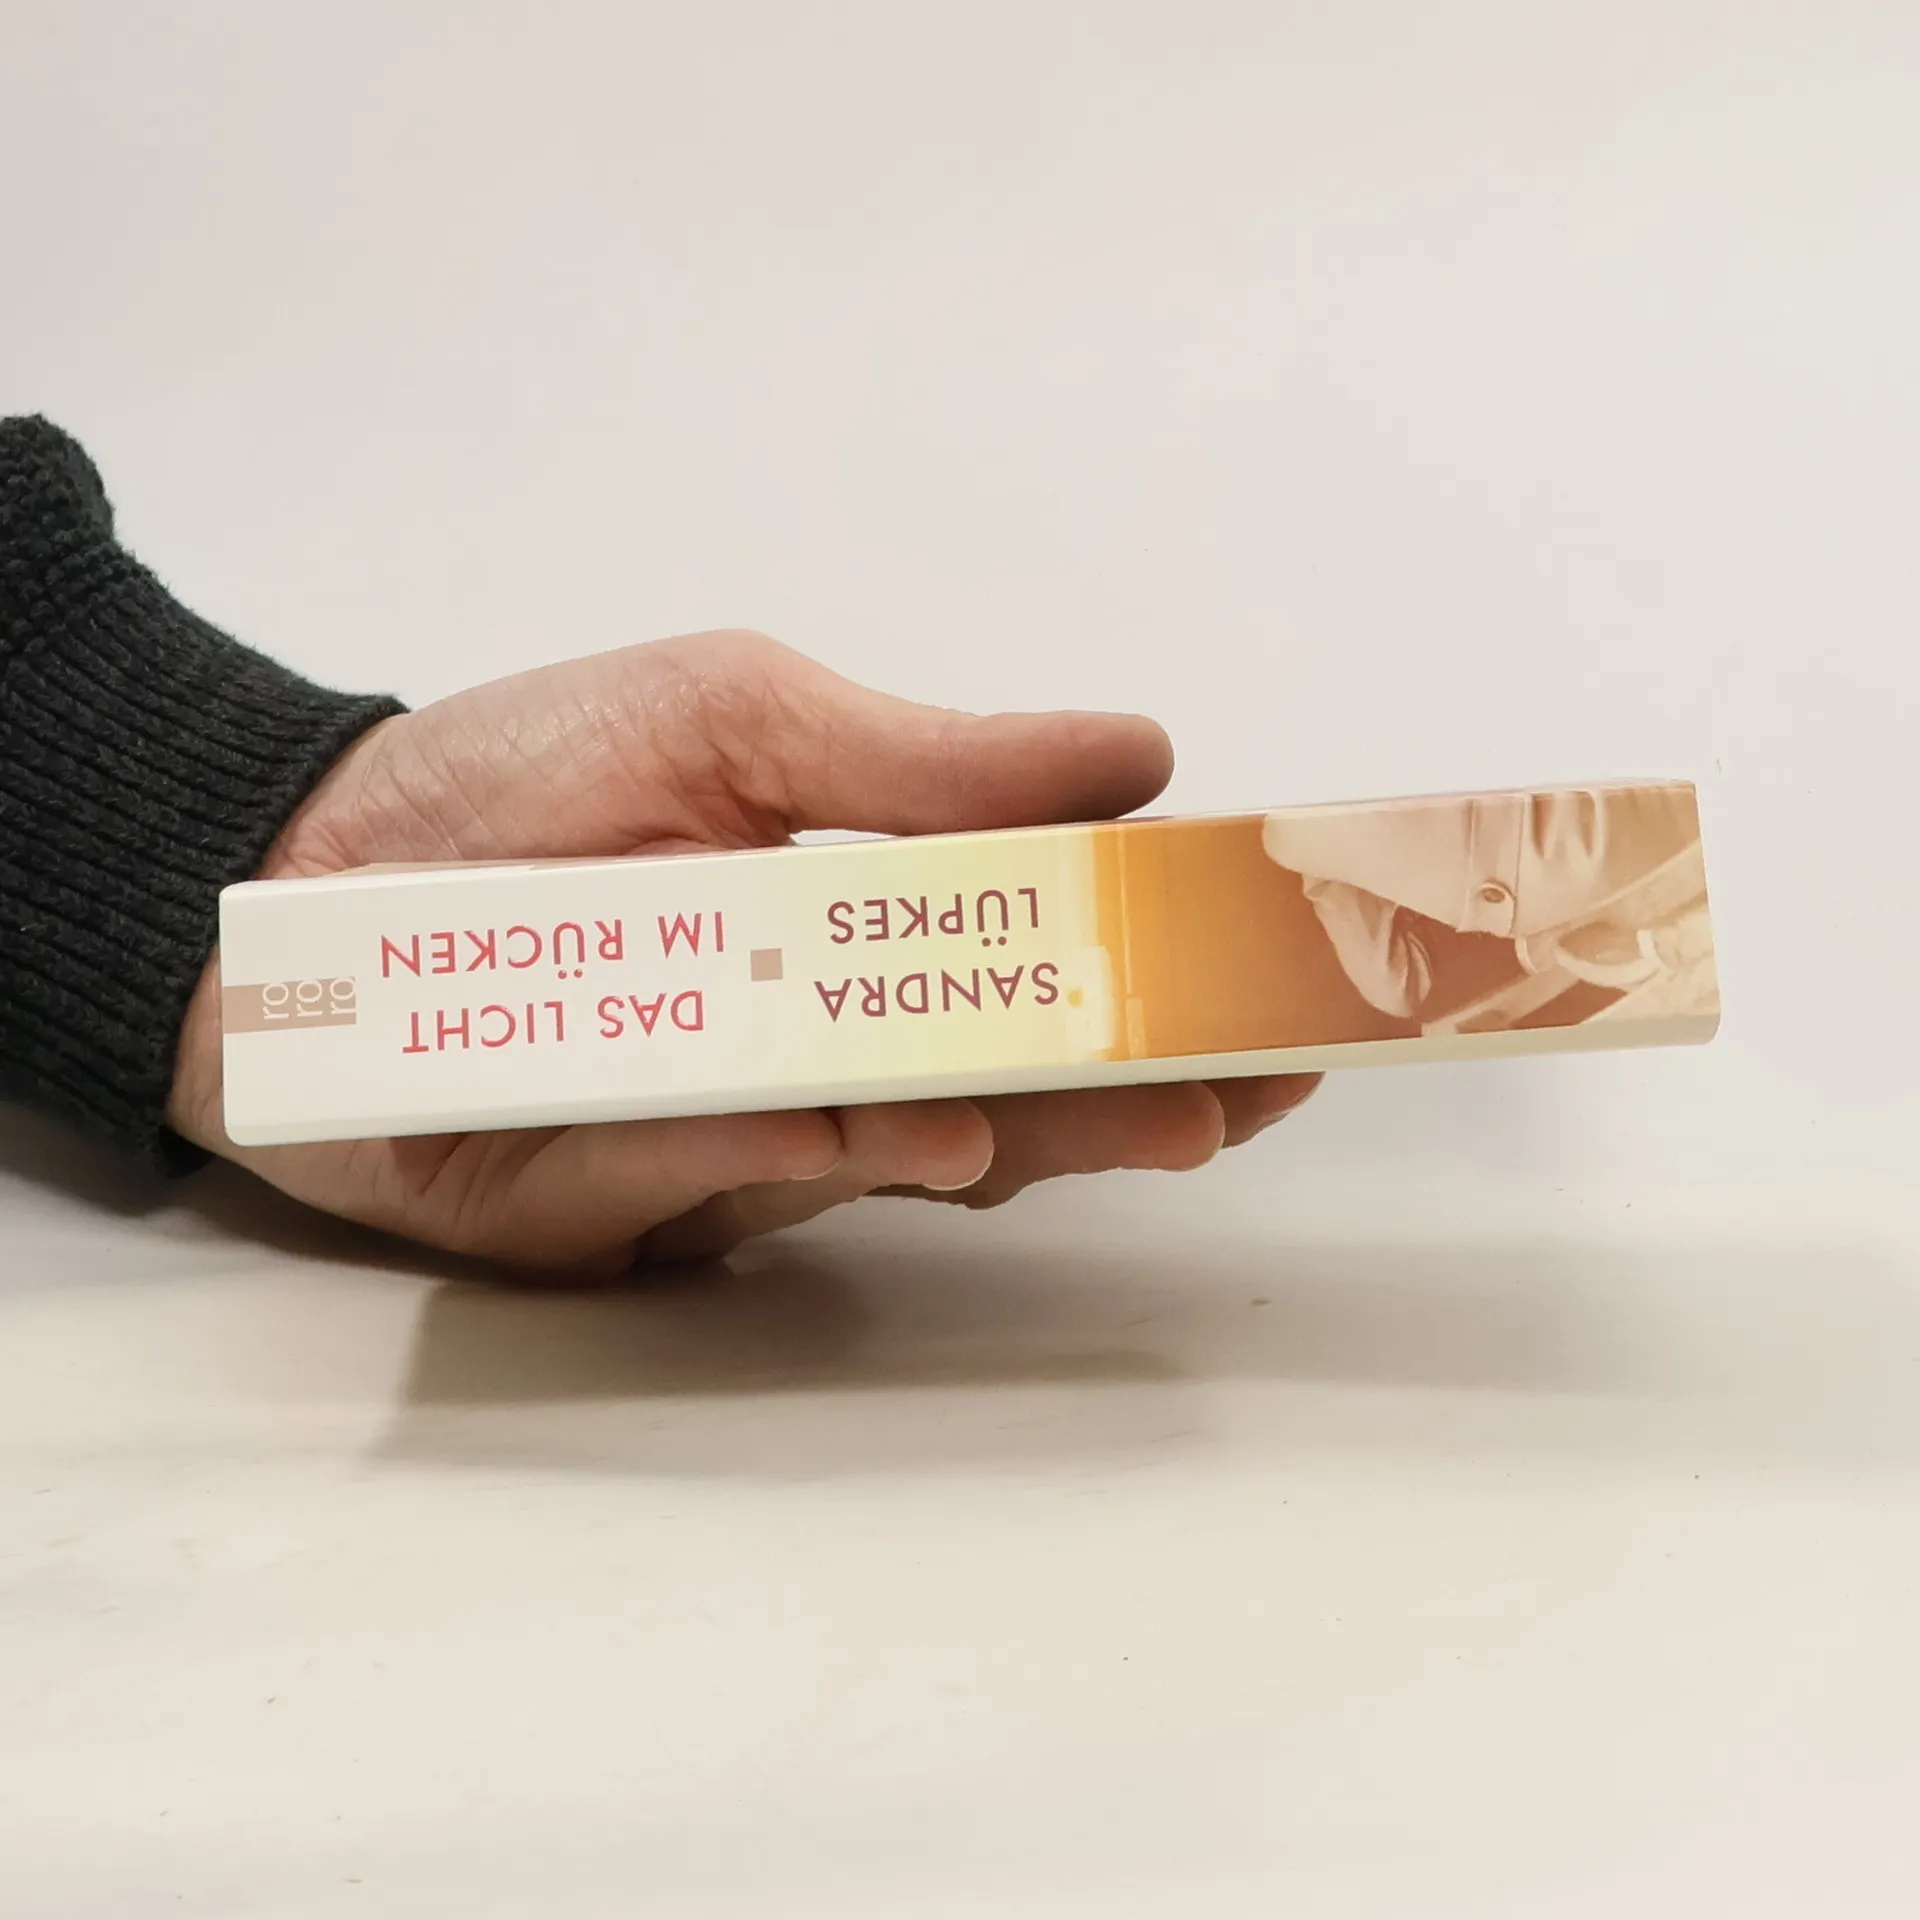 SANDRA
LÜPKES
DAS LICHT
IM RÜCKEN
ro
ro
ro